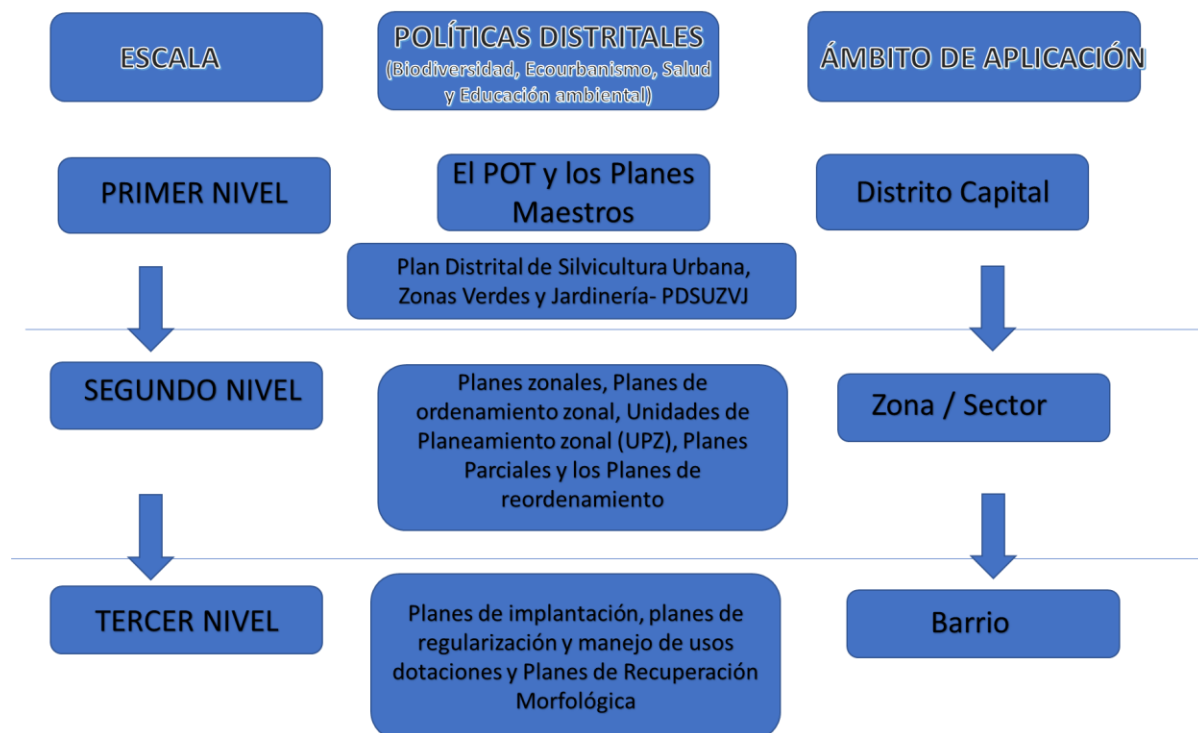 ESCALA
POLÍTICAS DISTRITALES
(Biodiversidad, Ecourbanismo, Salud
y Educación ambiental)
ÁMBITO DE APLICACIÓN
PRIMER NIVEL
El POT y los Planes
Maestros
Distrito Capital
Plan Distrital de Silvicultura Urbana,
Zonas Verdes y Jardinería- PDSUZVJ
SEGUNDO NIVEL
Planes zonales, Planes de
ordenamiento zonal, Unidades de
Planeamiento zonal (UPZ), Planes
Parciales y los Planes de
reordenamiento
Zona / Sector
TERCER NIVEL
Planes de implantación, planes de
regularización y manejo de usos
dotaciones y Planes de Recuperación
Morfológica
Barrio